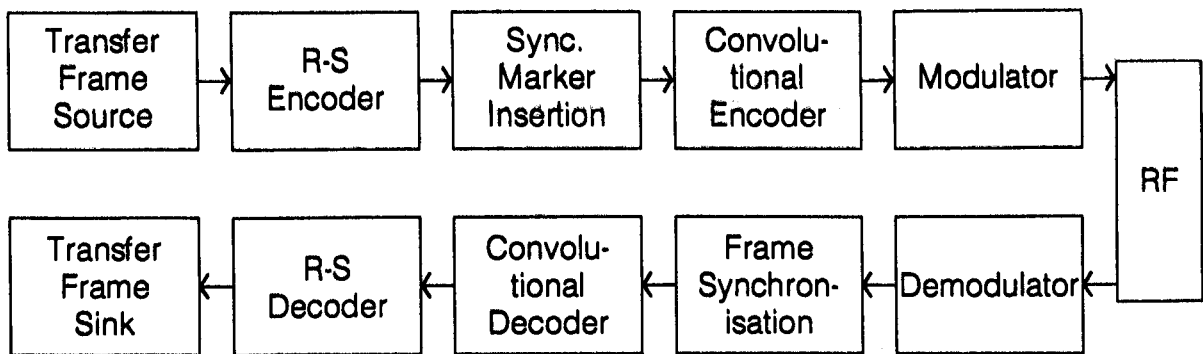 Transfer
Frame
Source
R-S
Encoder
Sync.
Marker
Insertion
Convolu-
tional
Encoder
Modulator
RF
Transfer
Frame
Sink
R-S
Decoder
Convolu-
tional
Decoder
Frame
Synchron-
isation
Demodulator